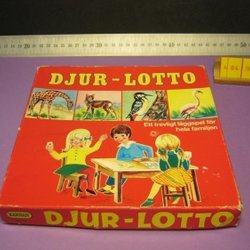 DJUR-LOTTO
Ett trevligt läggspel för
hela familjen
DJUR-LOTTO